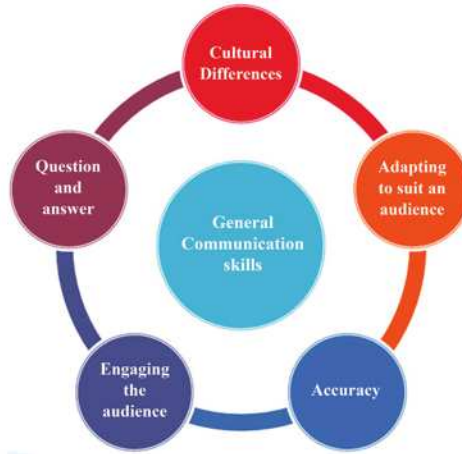 Cultural
Differences
Adapting
to suit an
audience
Accuracy
Engaging
the
audience
Question
and
answer
General
Communication
skills